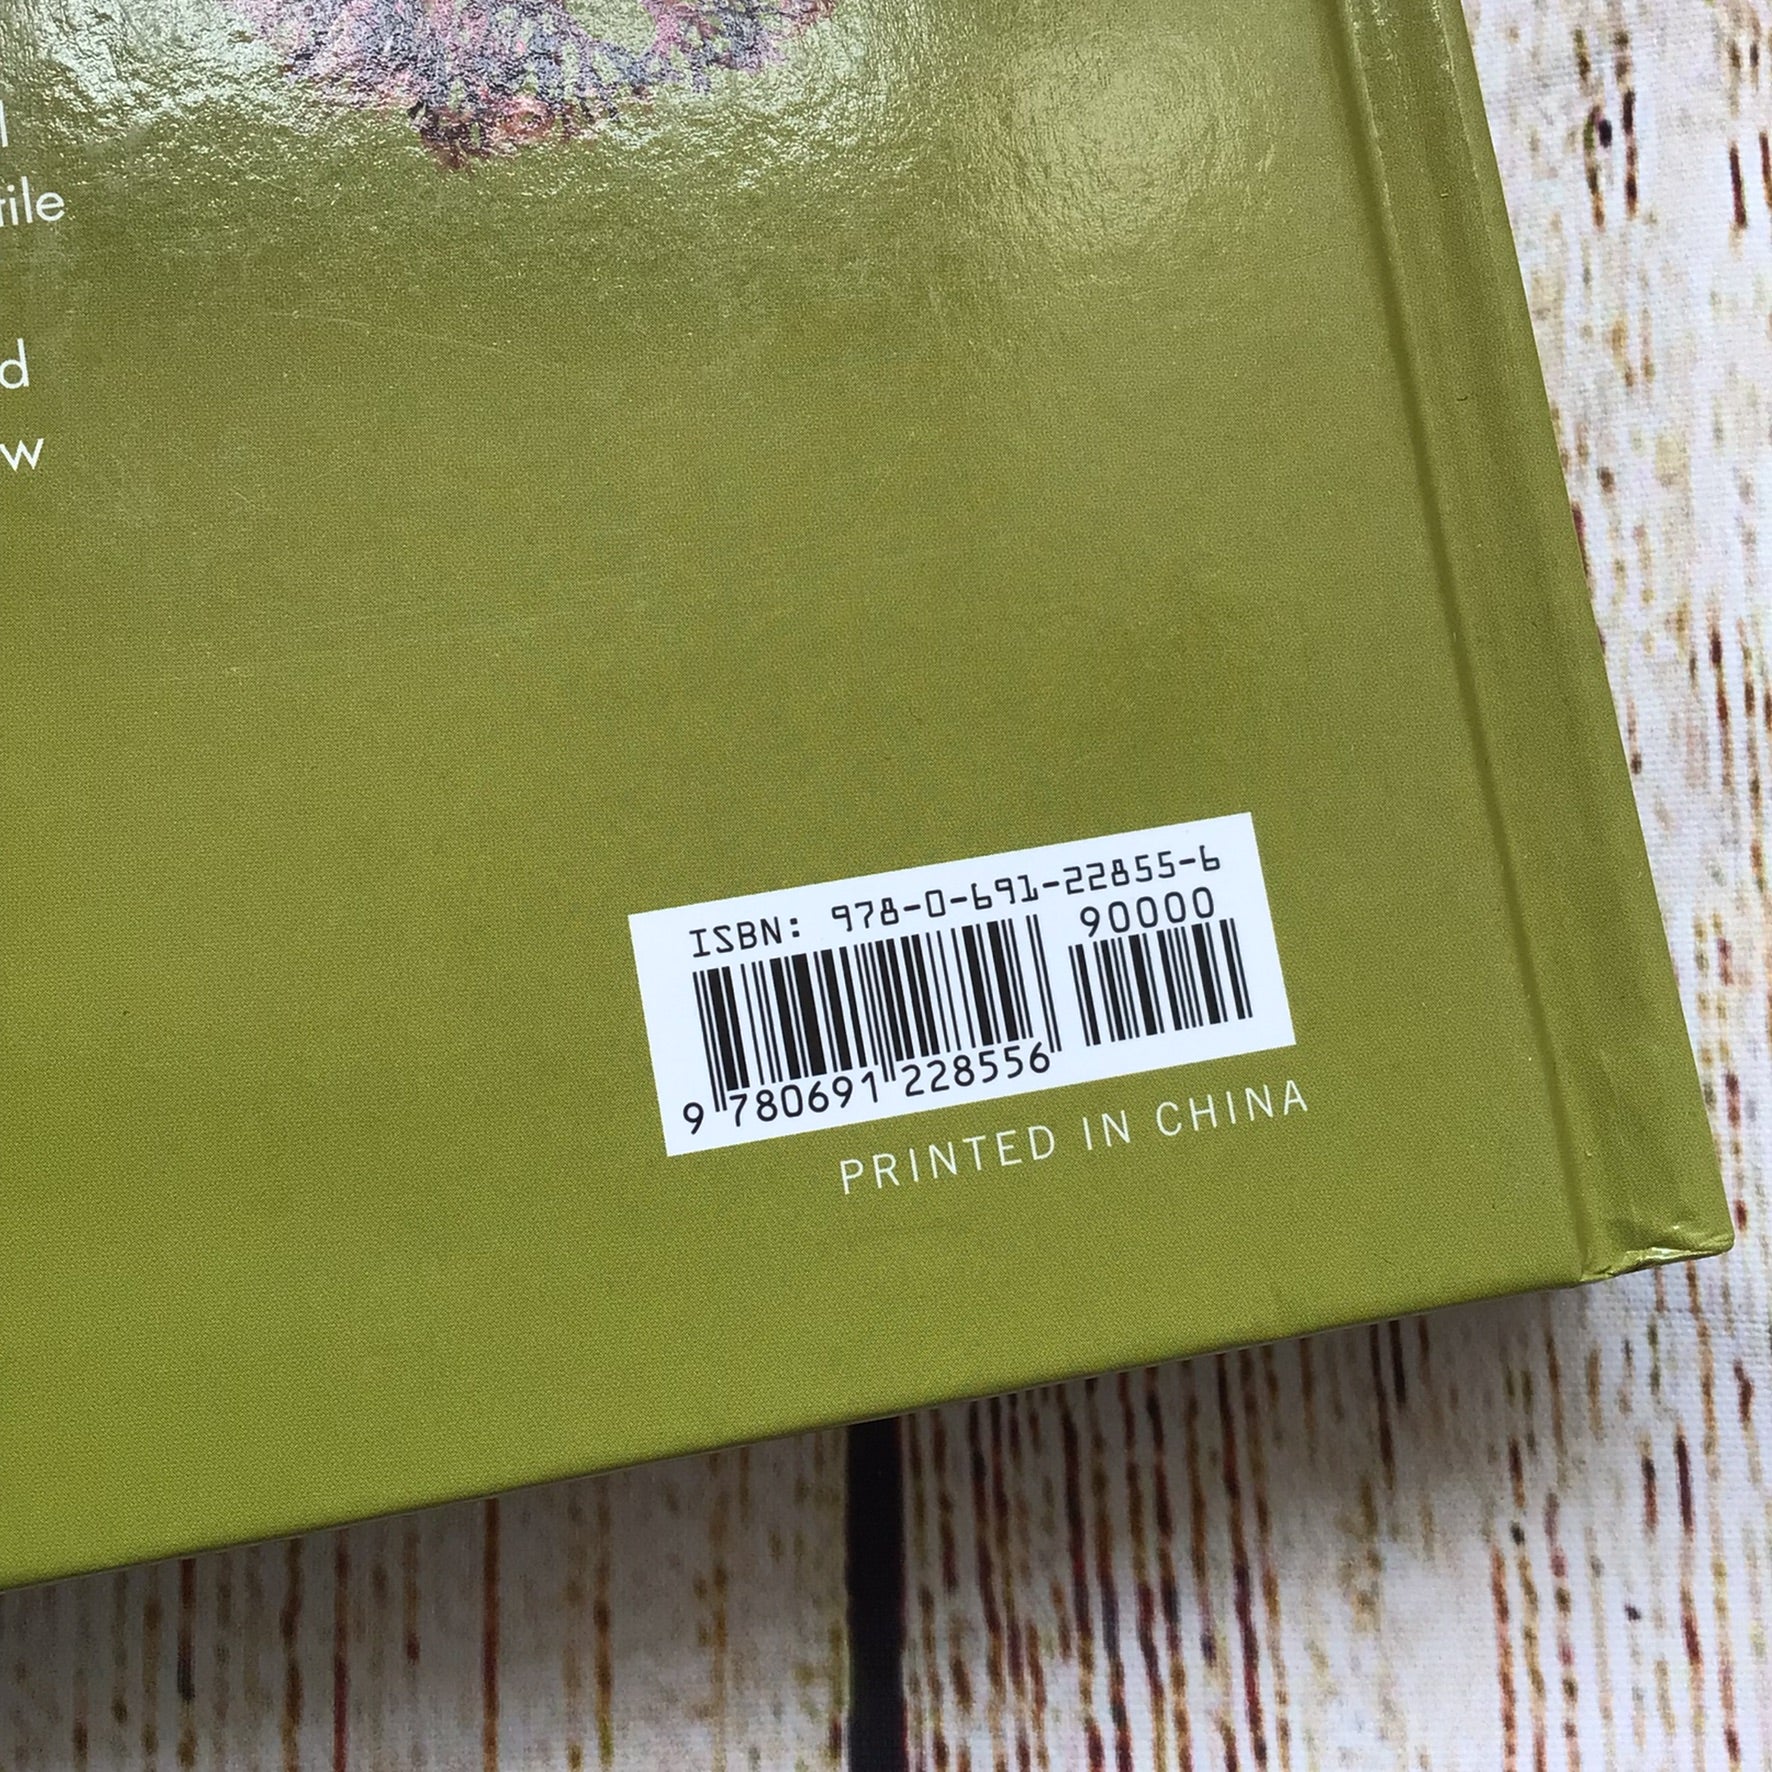 d
w
ISBN: 978-0-691-22855-6
90000
9 780691 228556
PRINTED IN CHINA